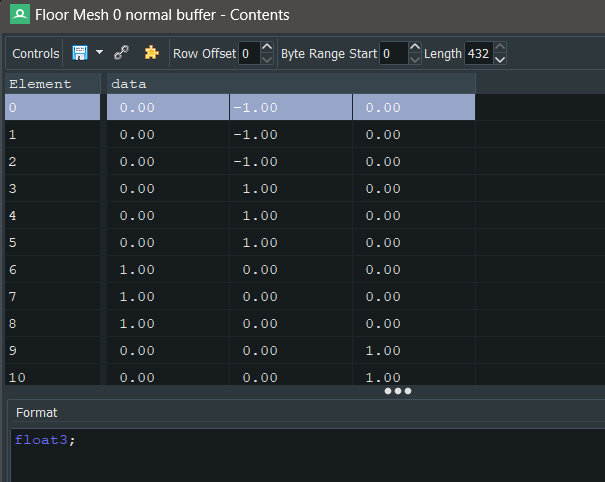 Floor Mesh 0 normal buffer - Contents
Controls Row Offset 0 Byte Range Start 0 Length 432
Element data
0 0.00 -1.00 0.00
1 0.00 -1.00 0.00
2 0.00 -1.00 0.00
3 0.00 1.00 0.00
4 0.00 1.00 0.00
5 0.00 1.00 0.00
6 1.00 0.00 0.00
7 1.00 0.00 0.00
8 1.00 0.00 0.00
9 0.00 0.00 1.00
10 0.00 0.00 1.00
Format
float3;